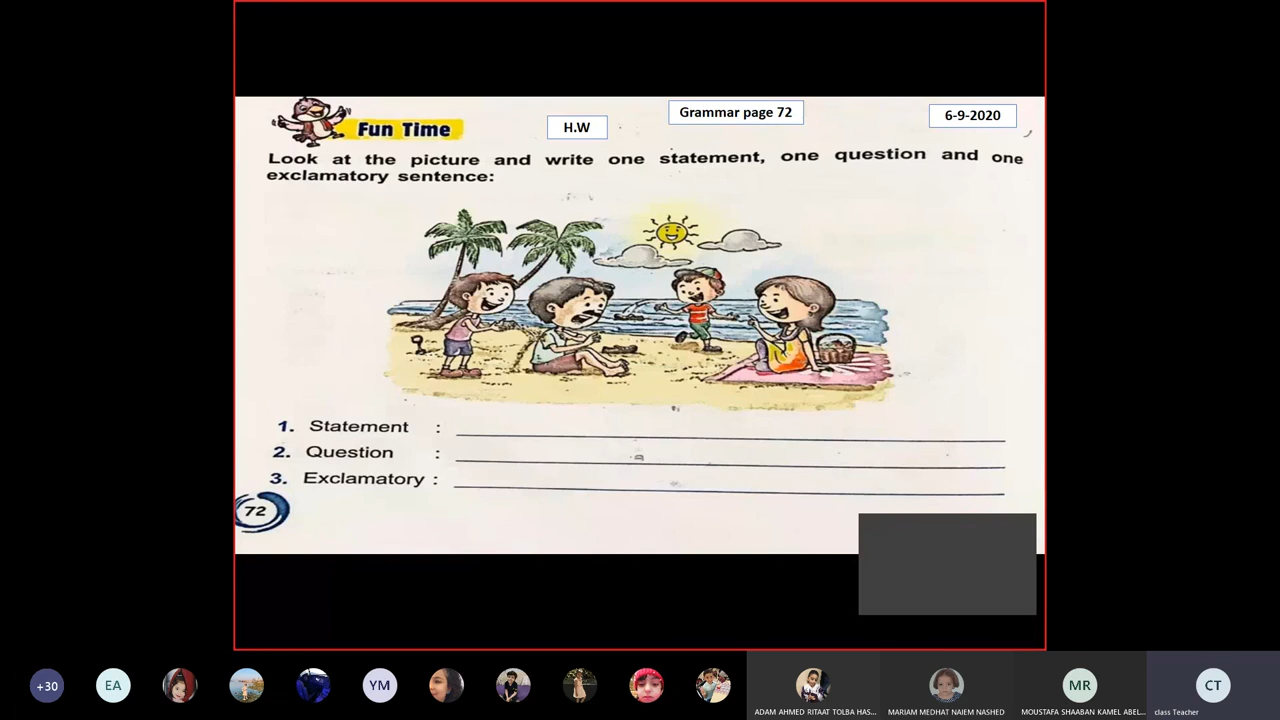 Fun Time
H.W
Grammar page 72
6-9-2020
Look at the picture and write one statement, one question and one
exclamatory sentence:
1. Statement :
2. Question :
3. Exclamatory :
72
+30
EA
YM
MR
CT
ADAM AHMED RITAAT TOLBA HAS...
MARIAM MEDHAT NAIEM NASHED
MOUSTAFA SHAABAN KAMEL ABEL...
class Teacher